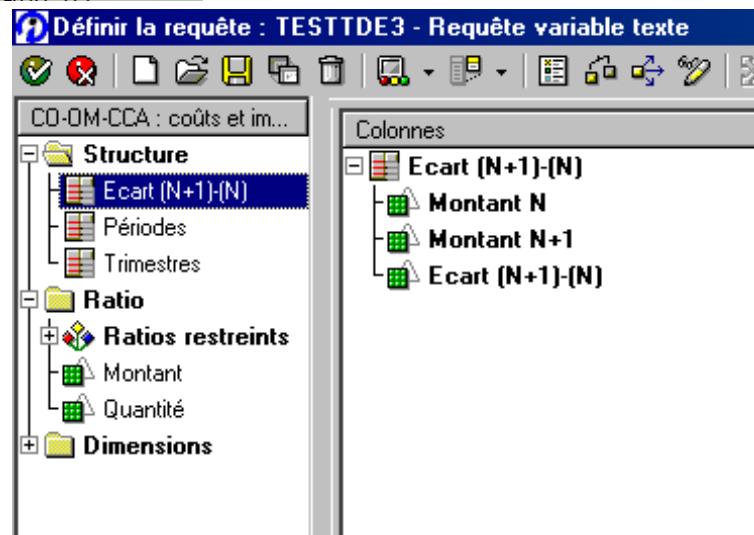 Définir la requête : TESTTDE3 - Requête variable texte
CO-OM-CCA : coûts et im...
Structure
Ecart (N+1)-(N)
Périodes
Trimestres
Ratio
Ratios restreints
Montant
Quantité
Dimensions
Colonnes
Ecart (N+1)-(N)
Montant N
Montant N+1
Ecart (N+1)-(N)